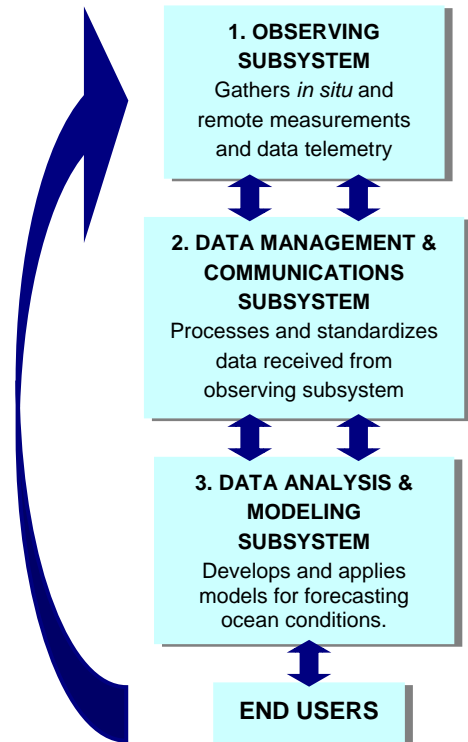 1. OBSERVING
SUBSYSTEM
Gathers in situ and
remote measurements
and data telemetry
2. DATA MANAGEMENT &
COMMUNICATIONS
SUBSYSTEM
Processes and standardizes
data received from
observing subsystem
3. DATA ANALYSIS &
MODELING
SUBSYSTEM
Develops and applies
models for forecasting
ocean conditions.
END USERS